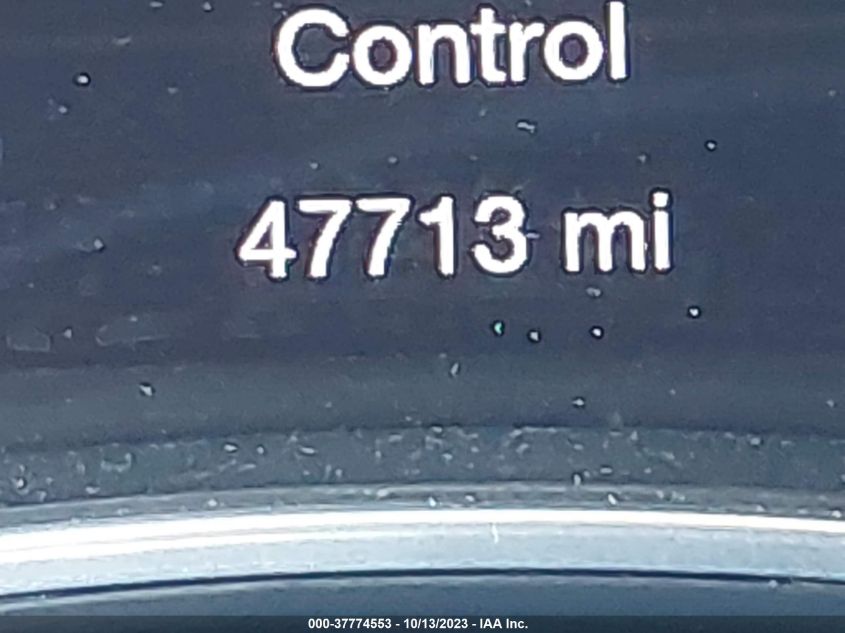 Control
47713 mi
000-37774553 - 10/13/2023 - IAA Inc.